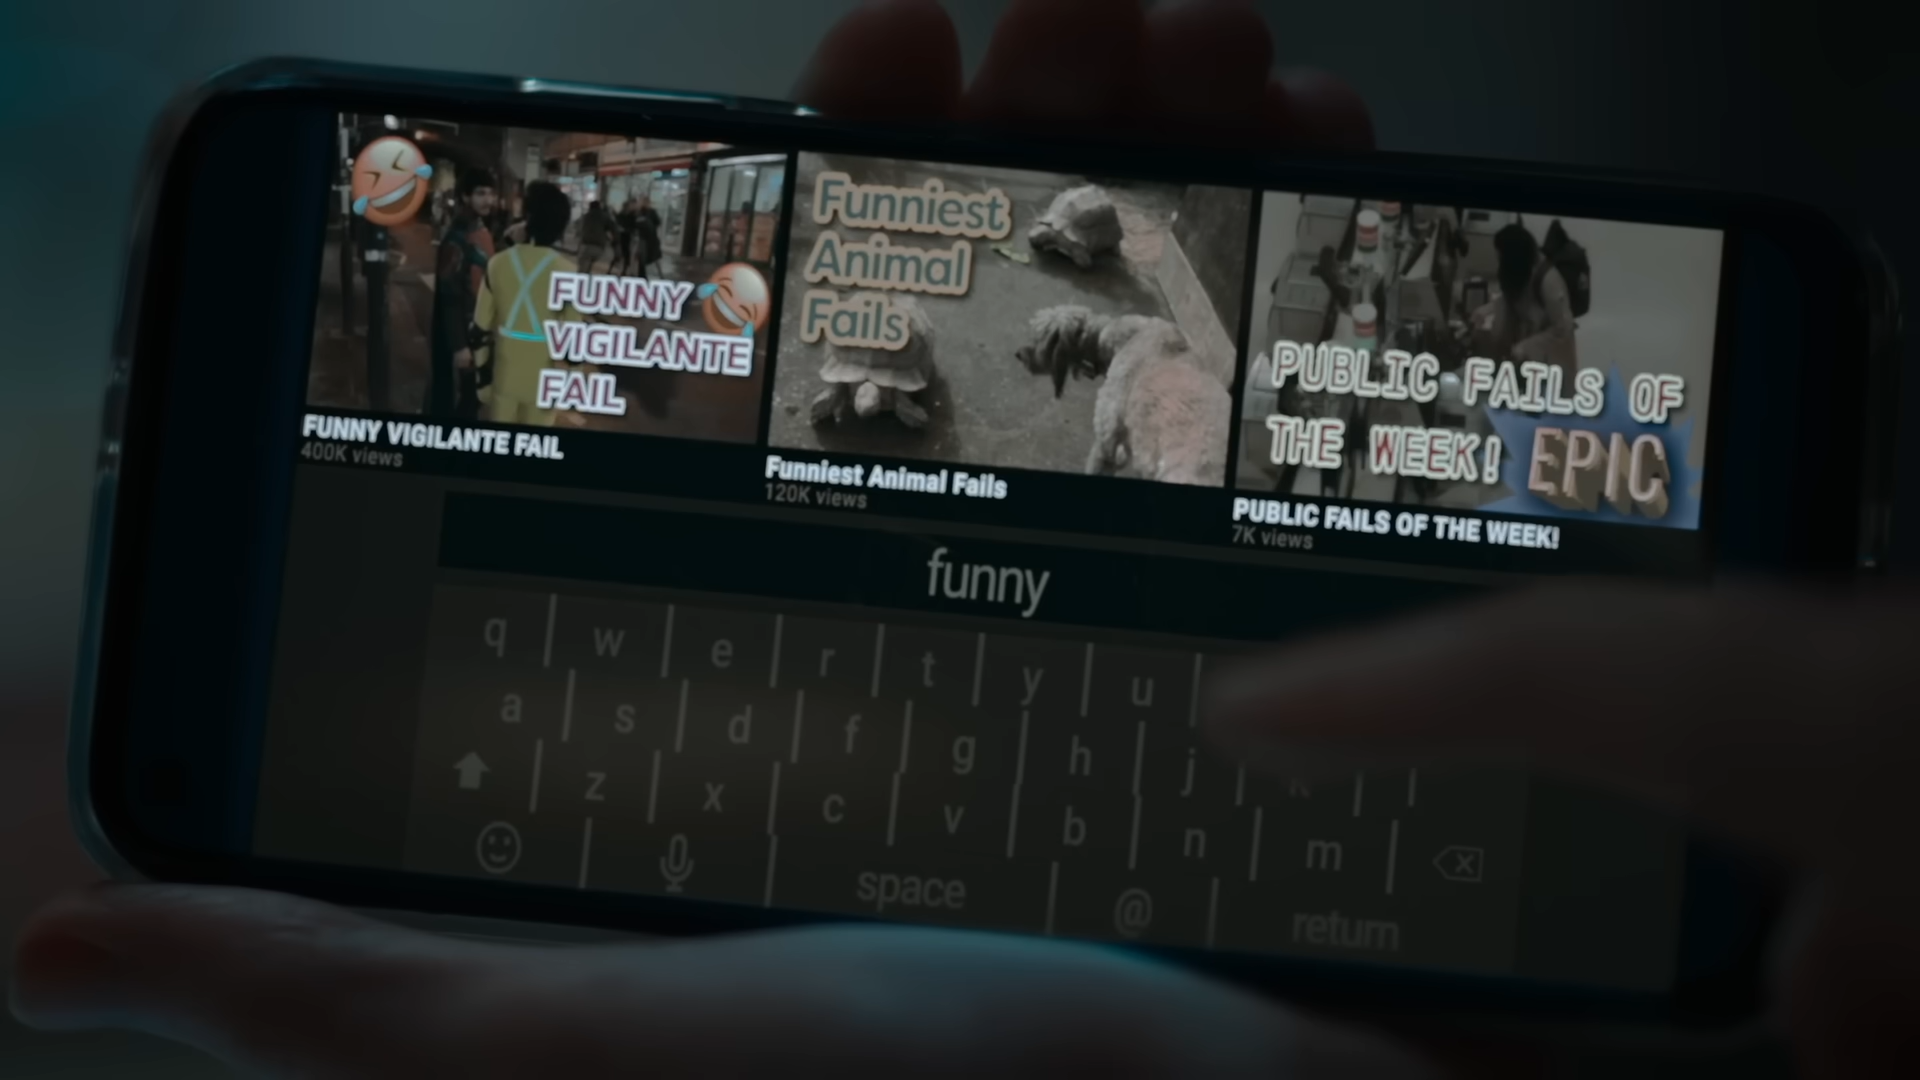 FUNNY
VIGILANTE
FAIL
FUNNY VIGILANTE FAIL
400K views
Funniest
Animal
Fails
Funniest Animal Fails
120K views
PUBLIC FAILS OF
THE WEEK! EPIC
PUBLIC FAILS OF THE WEEK!
7K views
funny
q w e r t y u
a s d f g h j k
z x c v b n m
space @ return